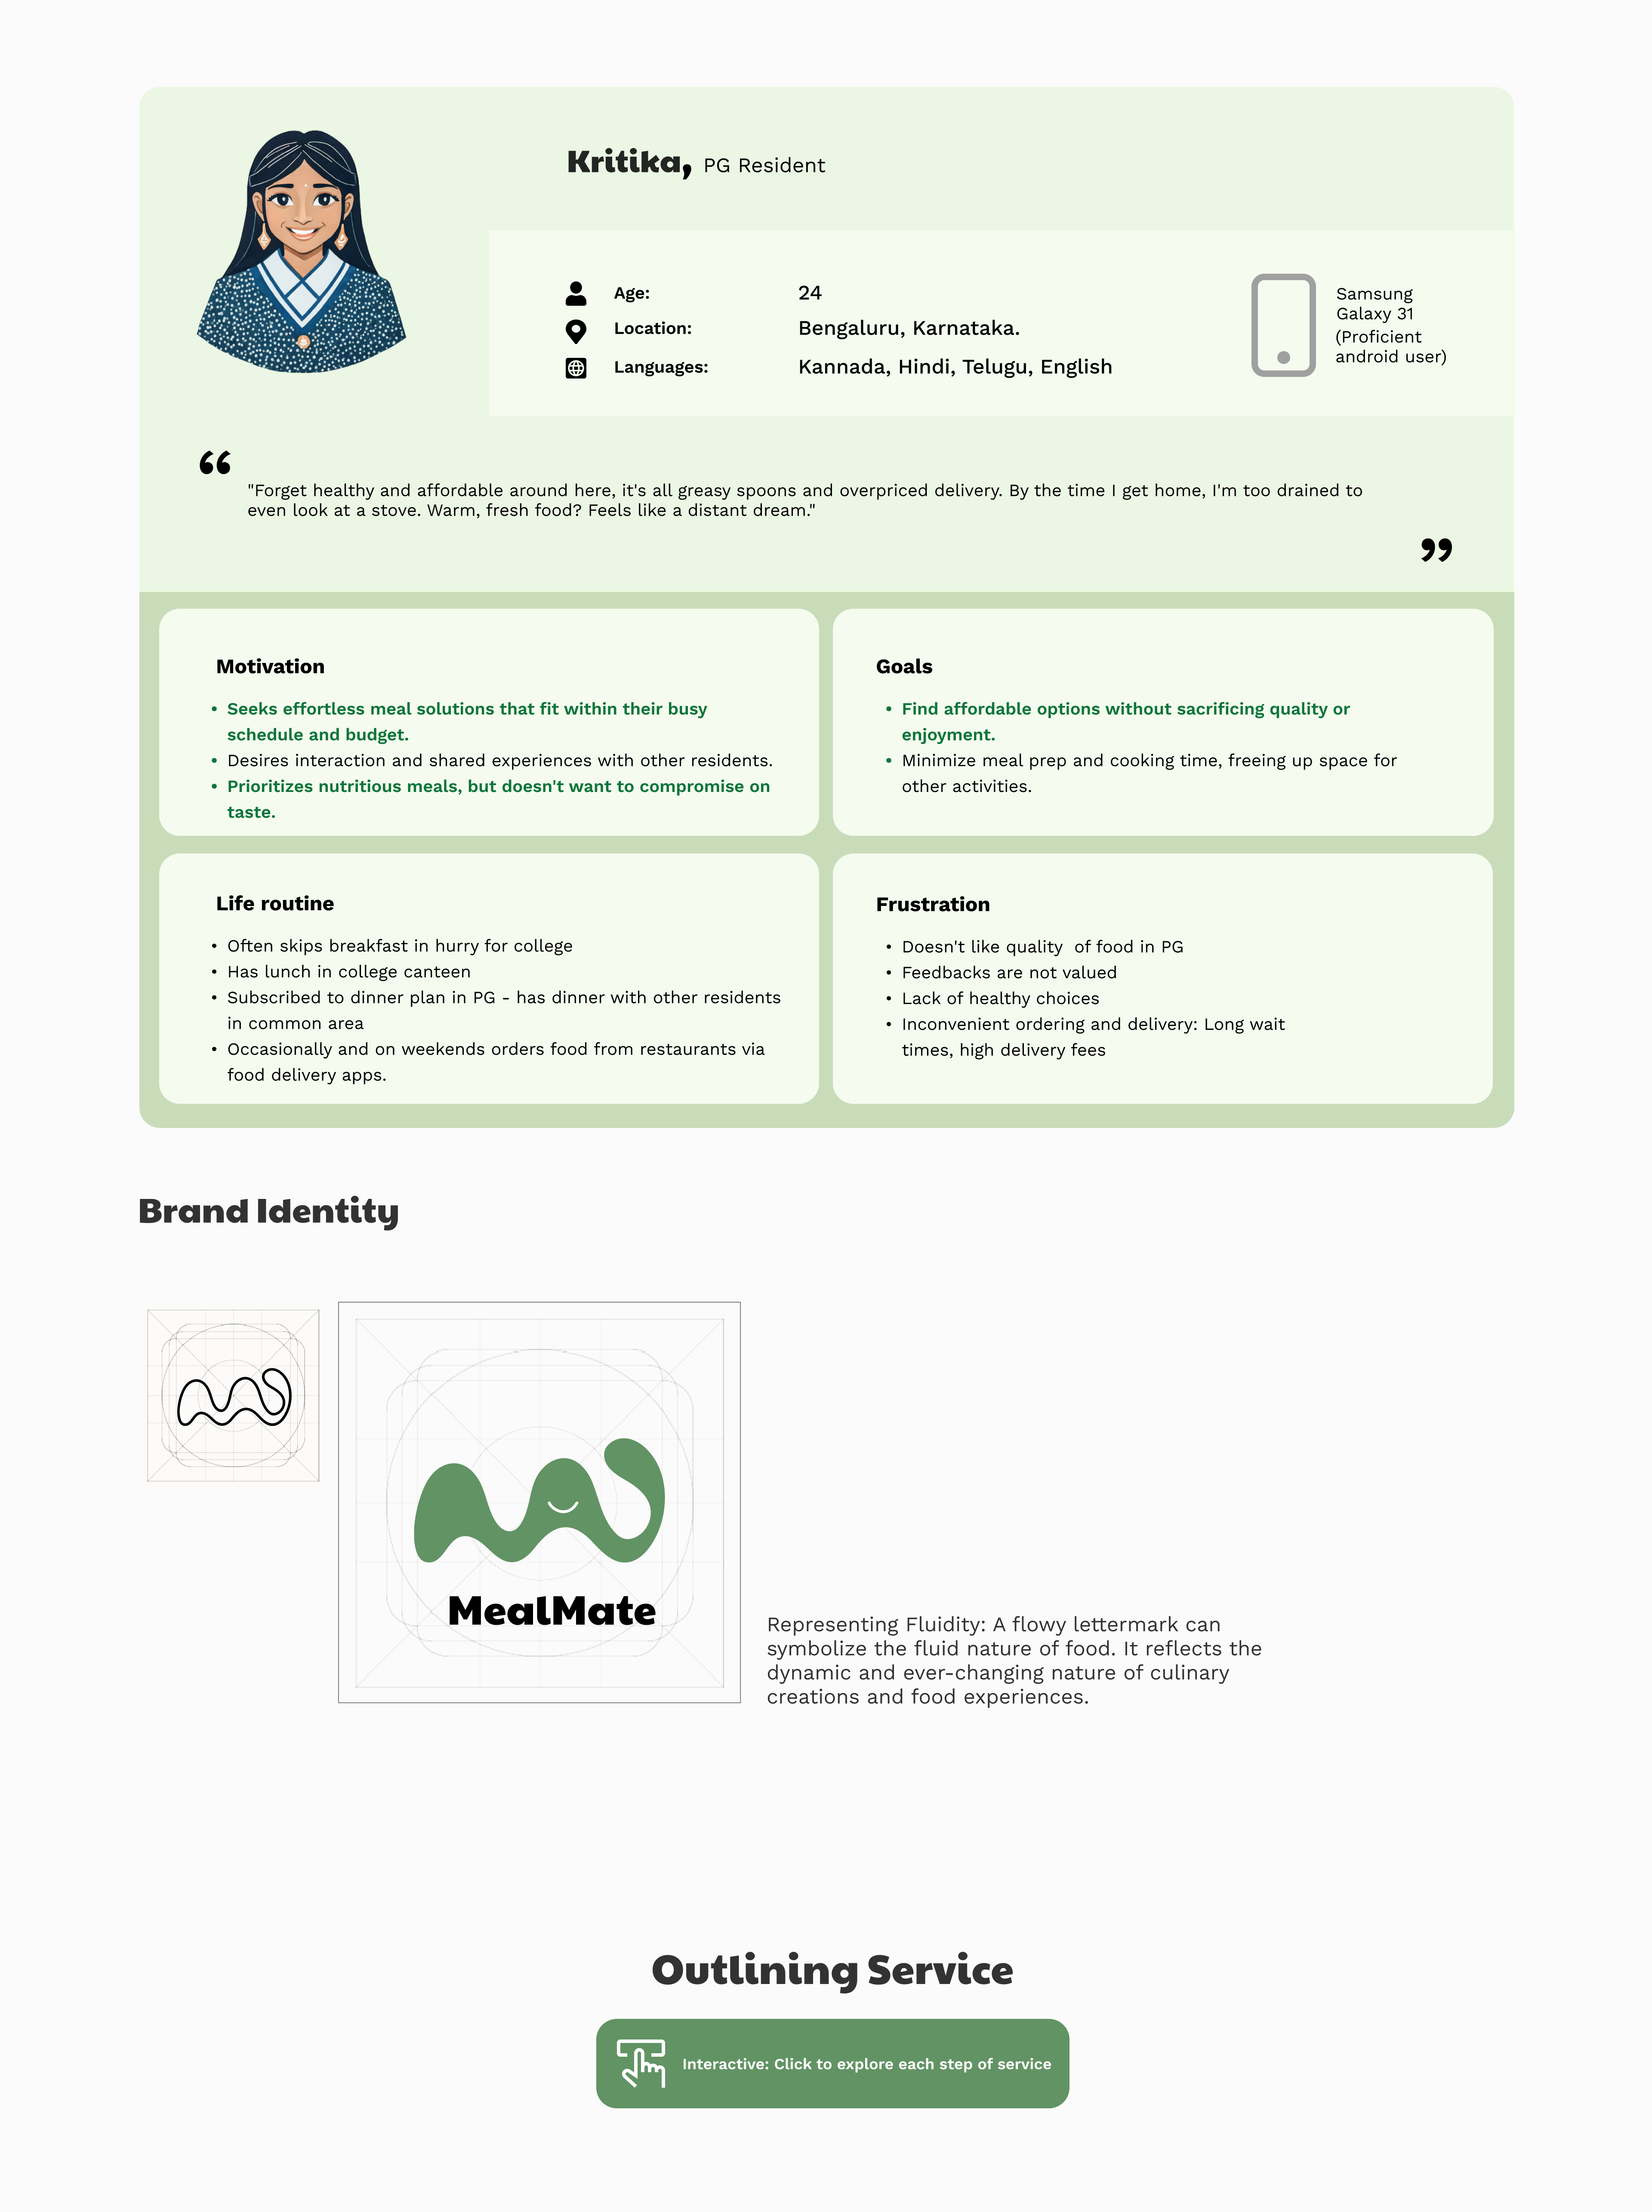 Kritika, PG Resident
Age: 24
Location: Bengaluru, Karnataka.
Languages: Kannada, Hindi, Telugu, English
Samsung
Galaxy 31
(Proficient
android user)
“
"Forget healthy and affordable around here, it's all greasy spoons and overpriced delivery. By the time I get home, I'm too drained to
even look at a stove. Warm, fresh food? Feels like a distant dream."
”
Motivation
• Seeks effortless meal solutions that fit within their busy
schedule and budget.
• Desires interaction and shared experiences with other residents.
• Prioritizes nutritious meals, but doesn't want to compromise on
taste.
Goals
• Find affordable options without sacrificing quality or
enjoyment.
• Minimize meal prep and cooking time, freeing up space for
other activities.
Life routine
• Often skips breakfast in hurry for college
• Has lunch in college canteen
• Subscribed to dinner plan in PG - has dinner with other residents
in common area
• Occasionally and on weekends orders food from restaurants via
food delivery apps.
Frustration
• Doesn't like quality  of food in PG
• Feedbacks are not valued
• Lack of healthy choices
• Inconvenient ordering and delivery: Long wait
times, high delivery fees
Brand Identity
MealMate
Representing Fluidity: A flowy lettermark can
symbolize the fluid nature of food. It reflects the
dynamic and ever-changing nature of culinary
creations and food experiences.
Outlining Service
Interactive: Click to explore each step of service